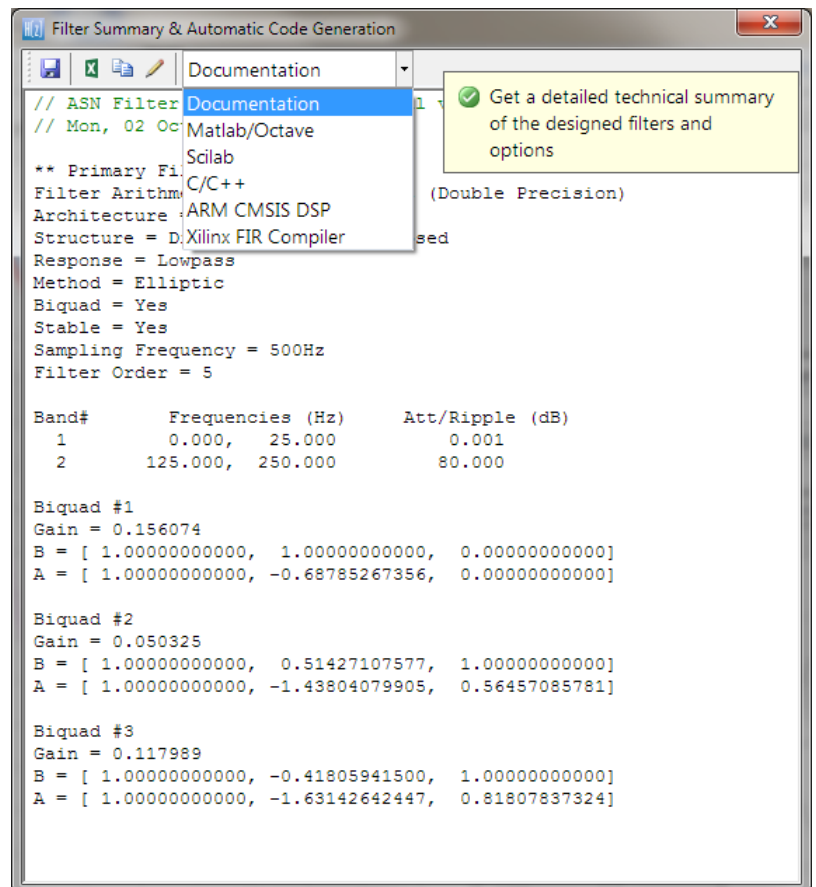 Filter Summary & Automatic Code Generation
Documentation
Get a detailed technical summary
of the designed filters and
options
Documentation
Matlab/Octave
Scilab
C/C++
ARM CMSIS DSP
Xilinx FIR Compiler
// ASN Filter
// Mon, 02
** Primary
Filter (Double Precision)
Architecture
Structure =
Response = Lowpass
Method = Elliptic
Biquad = Yes
Stable = Yes
Sampling Frequency = 500Hz
Filter Order = 5
Band# Frequencies (Hz) Att/Ripple (dB)
1 0.000, 25.000 0.001
2 125.000, 250.000 80.000
Biquad #1
Gain = 0.156074
B = [ 1.00000000000, 1.00000000000, 0.00000000000]
A = [ 1.00000000000, -0.68785267356, 0.00000000000]
Biquad #2
Gain = 0.050325
B = [ 1.00000000000, 0.51427107577, 1.00000000000]
A = [ 1.00000000000, -1.43804079905, 0.56457085781]
Biquad #3
Gain = 0.117989
B = [ 1.00000000000, -0.41805941500, 1.00000000000]
A = [ 1.00000000000, -1.63142642447, 0.81807837324]